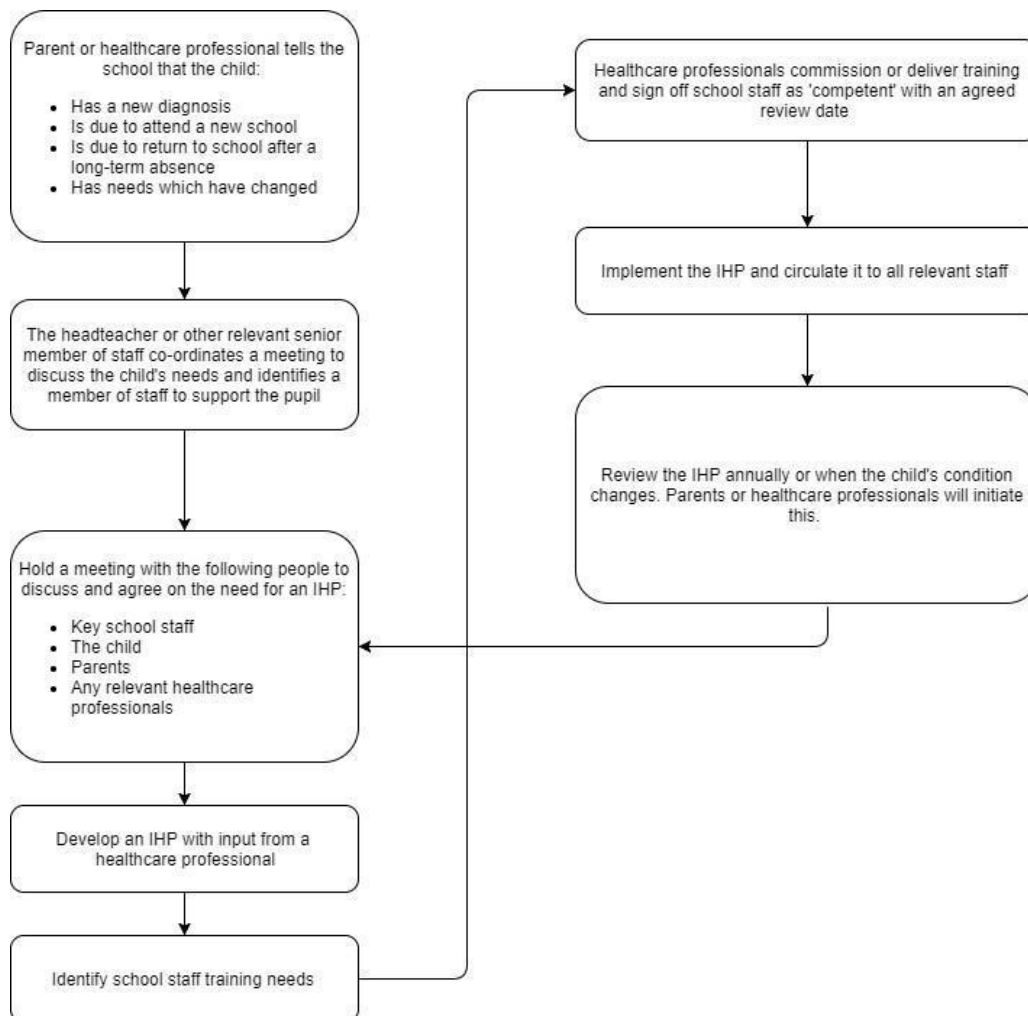 Parent or healthcare professional tells the
school that the child:
• Has a new diagnosis
• Is due to attend a new school
• Is due to return to school after a
long-term absence
• Has needs which have changed
The headteacher or other relevant senior
member of staff co-ordinates a meeting to
discuss the child's needs and identifies a
member of staff to support the pupil
Hold a meeting with the following people to
discuss and agree on the need for an IHP:
• Key school staff
• The child
• Parents
• Any relevant healthcare
professionals
Develop an IHP with input from a
healthcare professional
Identify school staff training needs
Healthcare professionals commission or deliver training
and sign off school staff as 'competent' with an agreed
review date
Implement the IHP and circulate it to all relevant staff
Review the IHP annually or when the child's condition
changes. Parents or healthcare professionals will initiate
this.